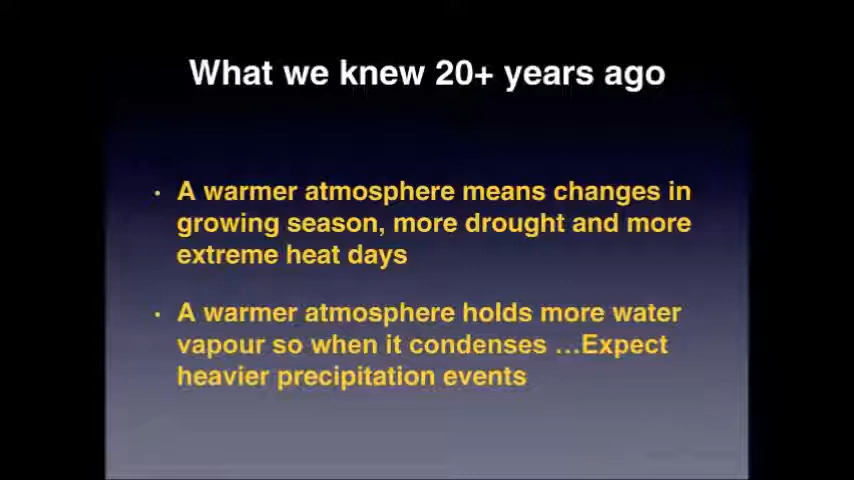 What we knew 20+ years ago
· A warmer atmosphere means changes in
growing season, more drought and more
extreme heat days
· A warmer atmosphere holds more water
vapour so when it condenses ...Expect
heavier precipitation events